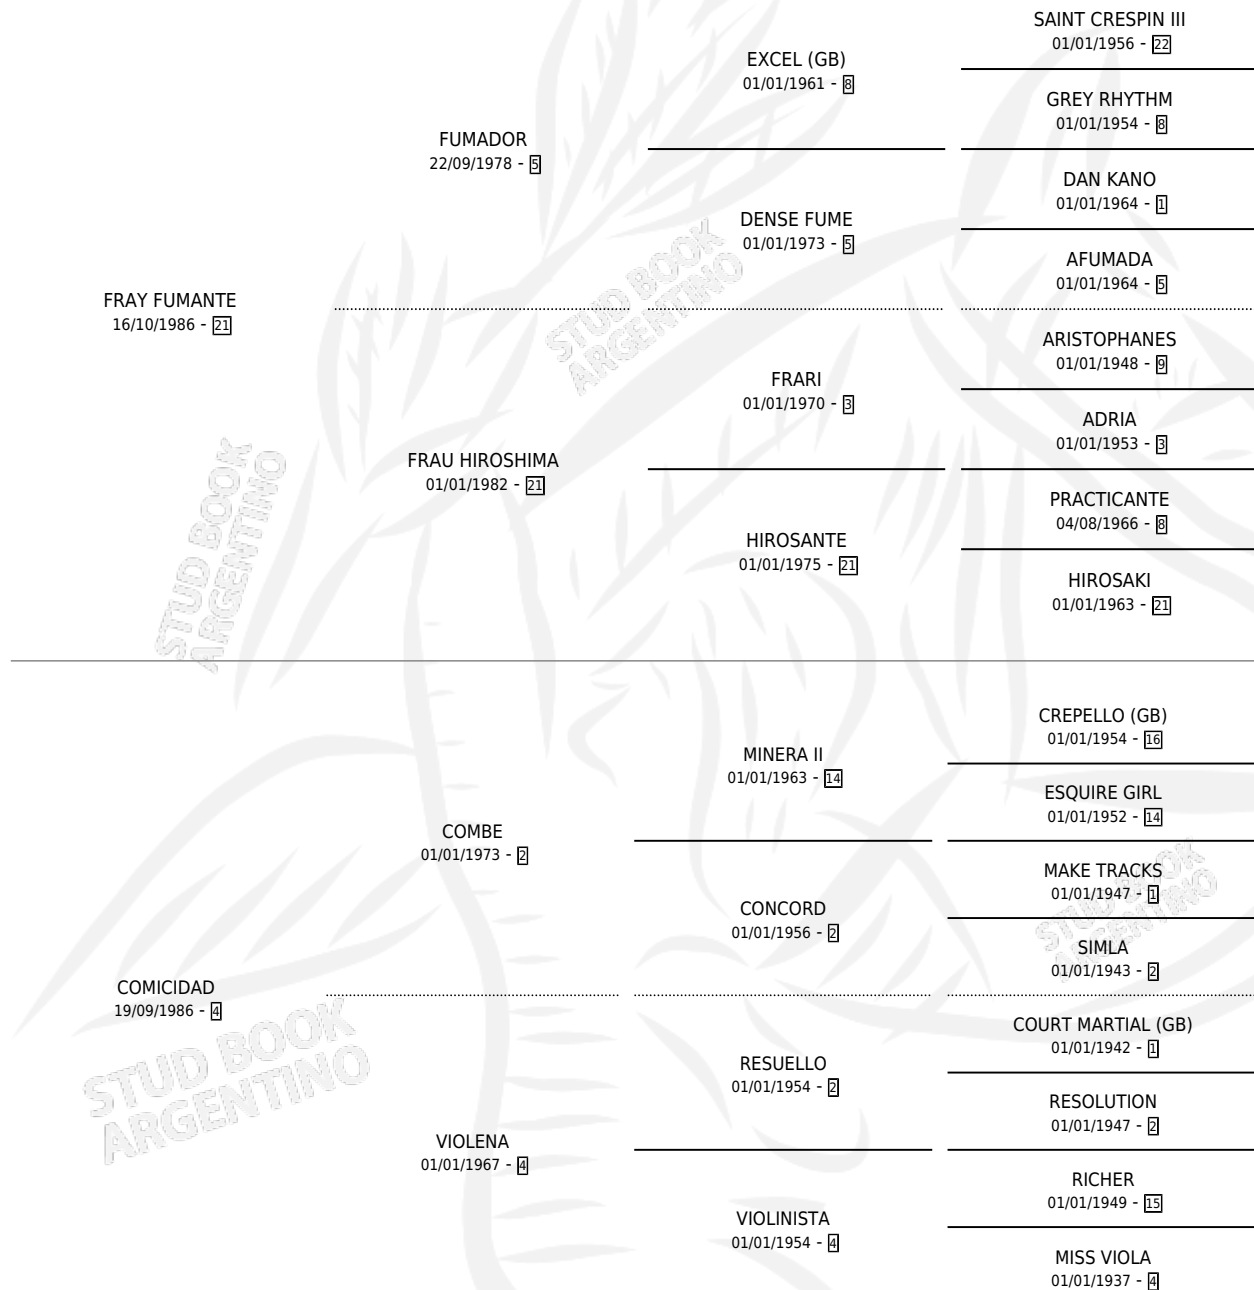 FRAY FUMANTE
16/10/1986 - 21
FUMADOR
22/09/1978 - 5
EXCEL (GB)
01/01/1961 - 8
SAINT CRESPIN III
01/01/1956 - 22
GREY RHYTHM
01/01/1954 - 8
DENSE FUME
01/01/1973 - 5
DAN KANO
01/01/1964 - 1
AFUMADA
01/01/1964 - 5
FRAU HIROSHIMA
01/01/1982 - 21
FRARI
01/01/1970 - 3
ARISTOPHANES
01/01/1948 - 9
ADRIA
01/01/1953 - 3
HIROSANTE
01/01/1975 - 21
PRACTICANTE
04/08/1966 - 8
HIROSAKI
01/01/1963 - 21
COMICIDAD
19/09/1986 - 4
COMBE
01/01/1973 - 2
MINERA II
01/01/1963 - 14
CREPELLO (GB)
01/01/1954 - 16
ESQUIRE GIRL
01/01/1952 - 14
CONCORD
01/01/1956 - 2
MAKE TRACKS
01/01/1947 - 1
SIMLA
01/01/1943 - 2
VIOLENA
01/01/1967 - 4
RESUELLO
01/01/1954 - 2
COURT MARTIAL (GB)
01/01/1942 - 1
RESOLUTION
01/01/1947 - 2
VIOLINISTA
01/01/1954 - 4
RICHER
01/01/1949 - 15
MISS VIOLA
01/01/1937 - 4
STUD BOOK
ARGENTINO
STUD BOOK
ARGENTINO
STUD BOOK
ARGENTINO
STUD BOOK
ARGENTINO